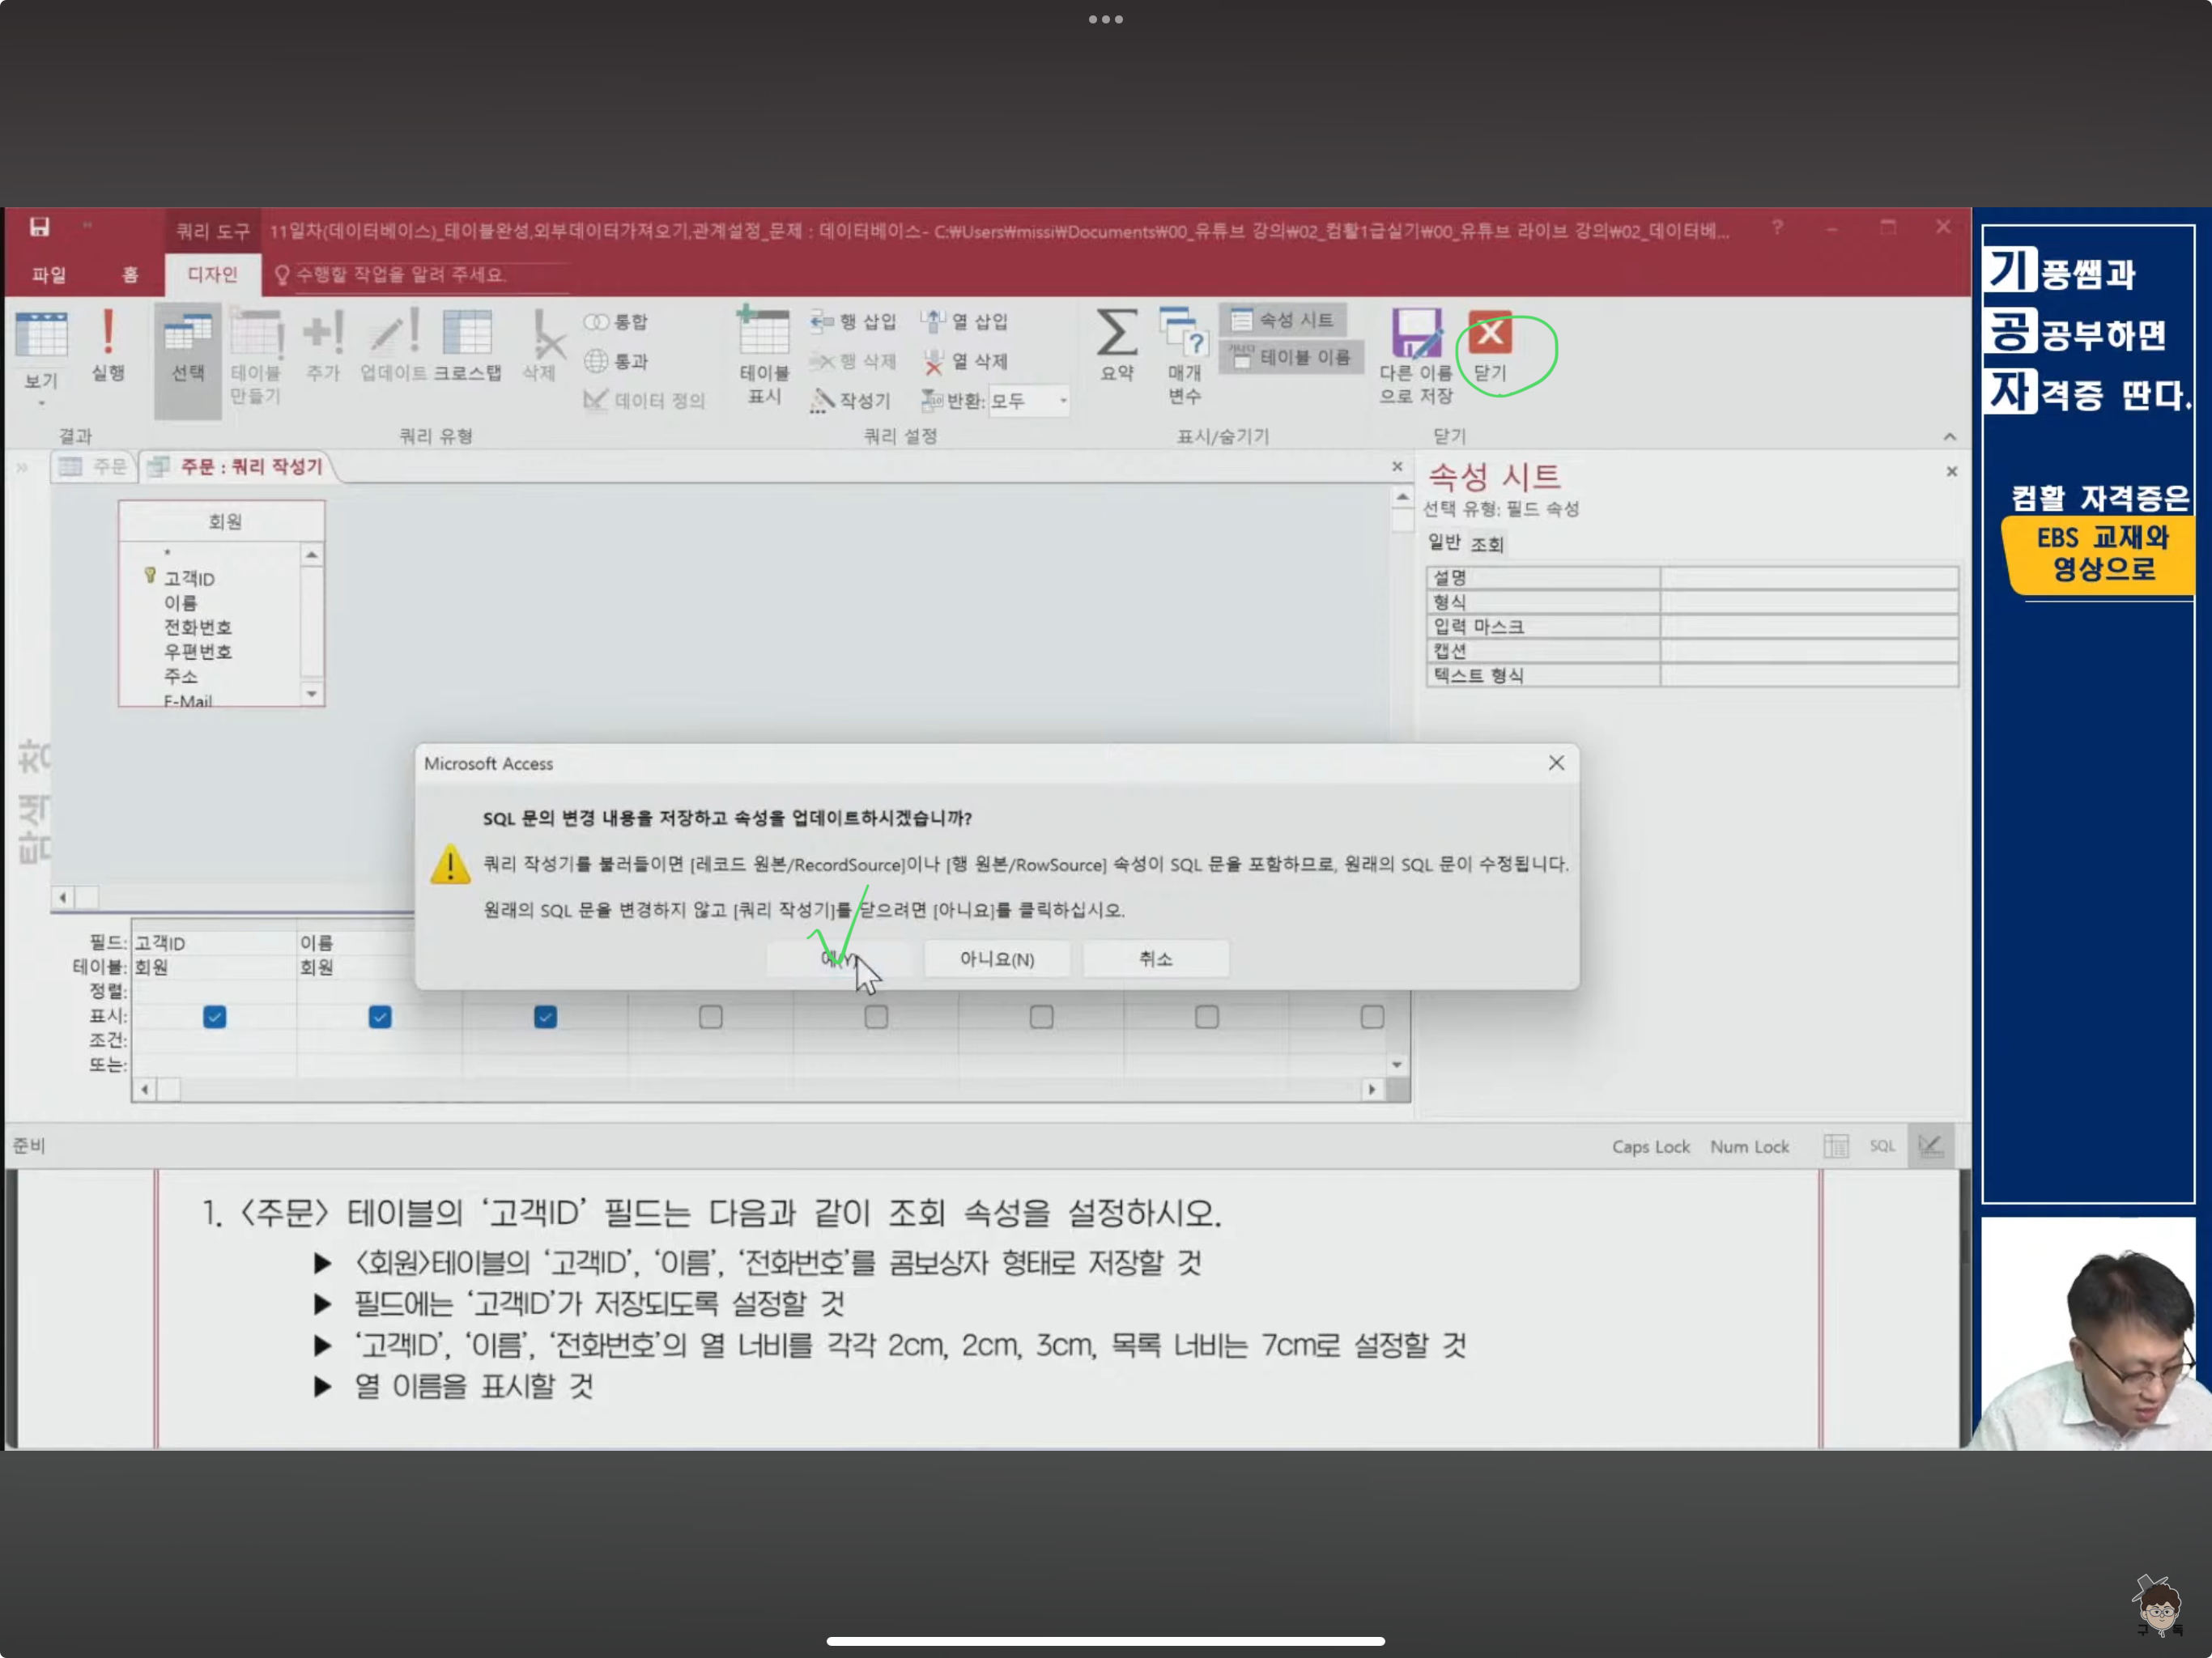 쿼리 도구
11일차(데이터베이스)_테이블완성,외부데이터가져오기,관계설정_문제 : 데이터베이스- C:₩Users₩missi₩Documents₩00_유튜브 강의₩02_컴활1급실기₩00_유튜브 라이브 강의₩02_데이터베...
파일 홈 디자인 수행할 작업을 알려 주세요.
보기
실행
선택
테이블
만들기
추가
업데이트
크로스탭
삭제
통합
통과
데이터 정의
테이블
표시
행 삽입
행 삭제
작성기
열 삽입
열 삭제
반환: 모두
요약
매개
변수
속성 시트
테이블 이름
다른 이름
으로 저장
닫기
결과
쿼리 유형
쿼리 설정
표시/숨기기
닫기
주문
주문 : 쿼리 작성기
회원
*
고객ID
이름
전화번호
우편번호
주소
E-Mail
속성 시트
선택 유형: 필드 속성
일반 조회
설명
형식
입력 마스크
캡션
텍스트 형식
Microsoft Access
SQL 문의 변경 내용을 저장하고 속성을 업데이트하시겠습니까?
쿼리 작성기를 불러들이면 [레코드 원본/RecordSource]이나 [행 원본/RowSource] 속성이 SQL 문을 포함하므로, 원래의 SQL 문이 수정됩니다.
원래의 SQL 문을 변경하지 않고 [쿼리 작성기]를 닫으려면 [아니요]를 클릭하십시오.
예(Y)
아니요(N)
취소
필드: 고객ID 이름
테이블: 회원 회원
정렬:
표시:
조건:
또는:
준비
Caps Lock Num Lock SQL
1. 〈주문〉 테이블의 ‘고객ID’ 필드는 다음과 같이 조회 속성을 설정하시오.
▶ 〈회원〉테이블의 ‘고객ID’, ‘이름’, ‘전화번호’를 콤보상자 형태로 저장할 것
▶ 필드에는 ‘고객ID’가 저장되도록 설정할 것
▶ ‘고객ID’, ‘이름’, ‘전화번호’의 열 너비를 각각 2cm, 2cm, 3cm, 목록 너비는 7cm로 설정할 것
▶ 열 이름을 표시할 것
기풍쌤과
공공부하면
자격증 딴다.
컴활 자격증은
EBS 교재와
영상으로
구독